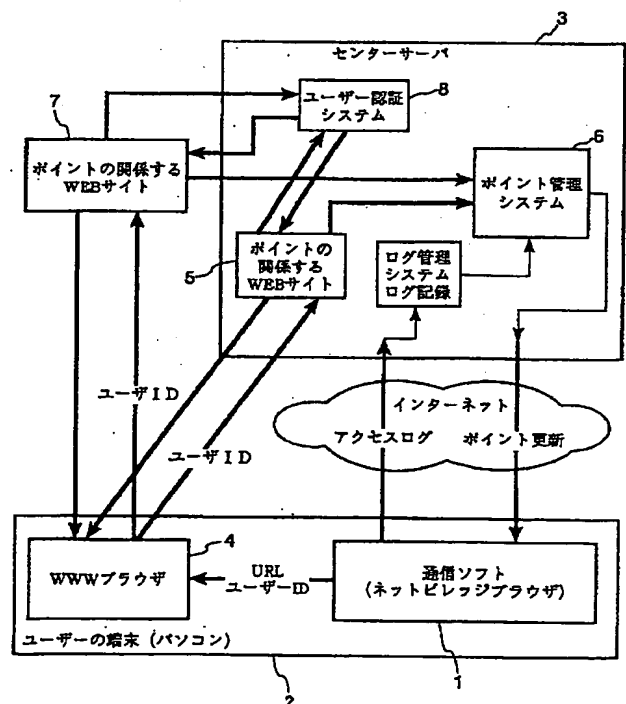 3
センターサーバ
8
ユーザー認証
システム
7
ポイントの関係する
WEBサイト
6
ポイント管理
システム
5
ポイントの
関係する
WEBサイト
ログ管理
システム
ログ記録
ユーザID
ユーザID
インターネット
アクセスログ
ポイント更新
4
WWWブラウザ
URL
ユーザーID
通信ソフト
(ネットビレッジブラウザ)
ユーザーの端末(パソコン)
2
1